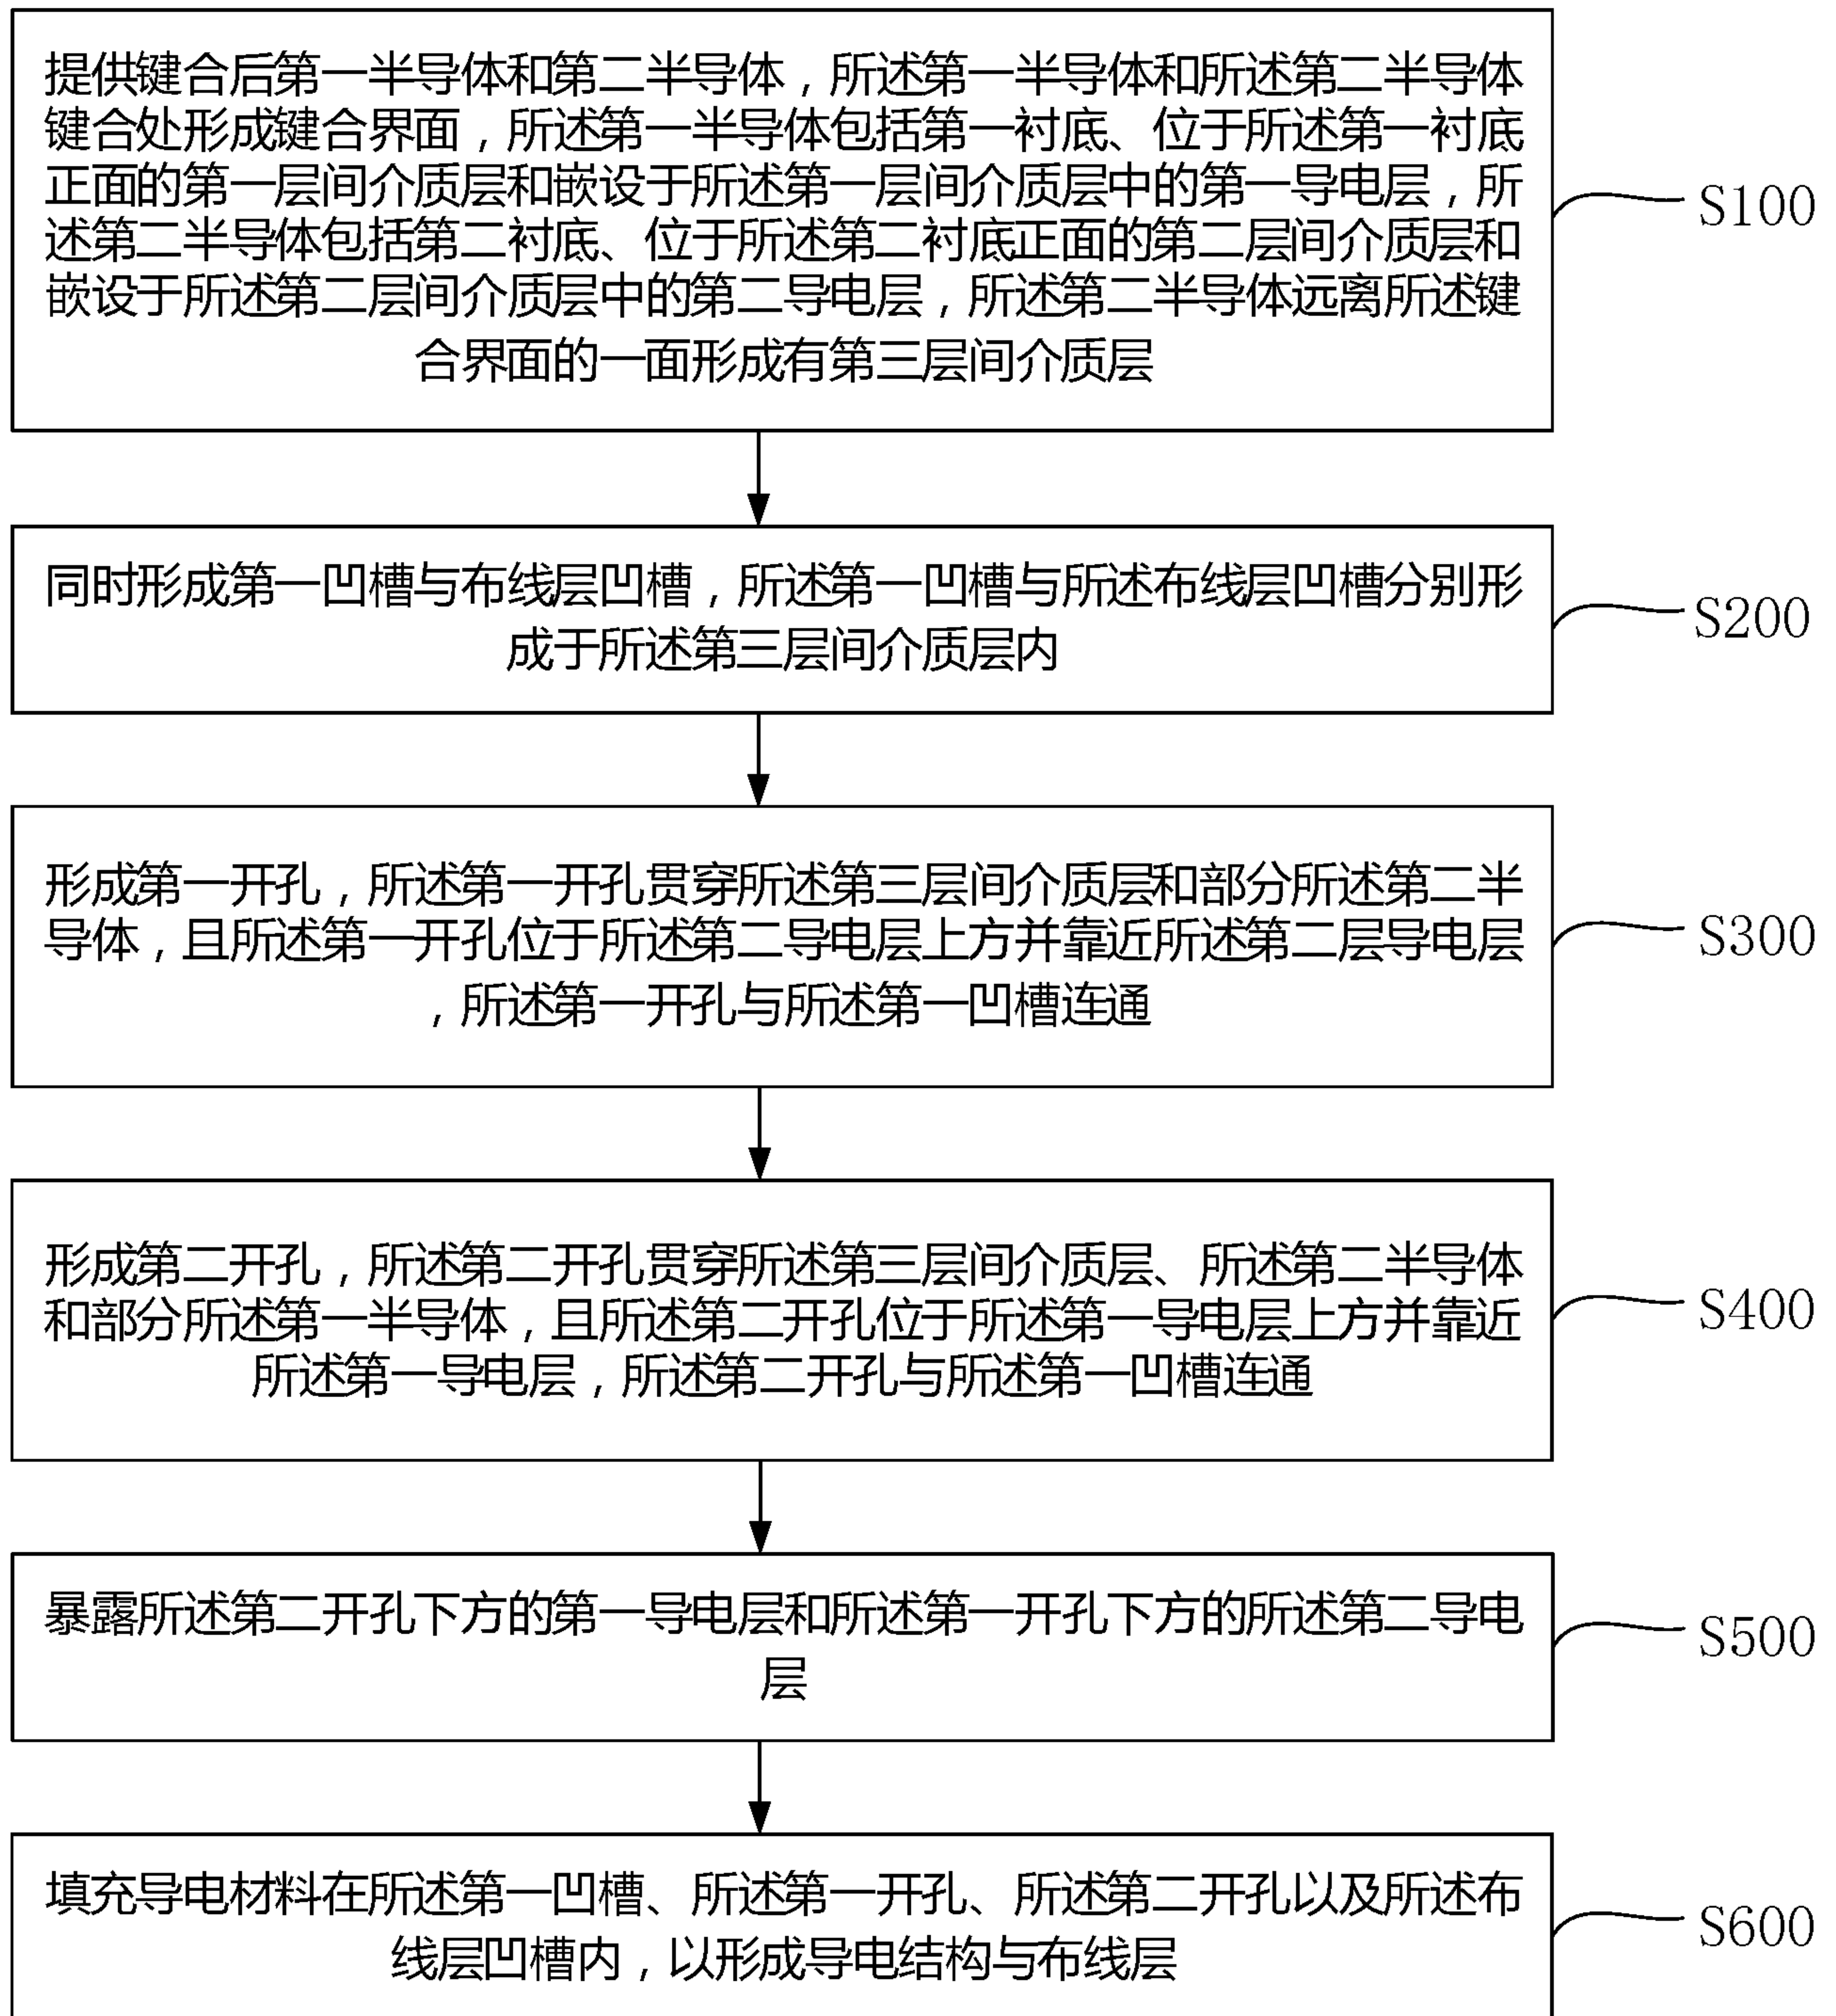 提供键合后第一半导体和第二半导体，所述第一半导体和所述第二半导体
键合处形成键合界面，所述第一半导体包括第一衬底、位于所述第一衬底
正面的第一层间介质层和嵌设于所述第一层间介质层中的第一导电层，所
述第二半导体包括第二衬底、位于所述第二衬底正面的第二层间介质层和
嵌设于所述第二层间介质层中的第二导电层，所述第二半导体远离所述键
合界面的一面形成有第三层间介质层
S100
同时形成第一凹槽与布线层凹槽，所述第一凹槽与所述布线层凹槽分别形
成于所述第三层间介质层内
S200
形成第一开孔，所述第一开孔贯穿所述第三层间介质层和部分所述第二半
导体，且所述第一开孔位于所述第二导电层上方并靠近所述第二层导电层
，所述第一开孔与所述第一凹槽连通
S300
形成第二开孔，所述第二开孔贯穿所述第三层间介质层、所述第二半导体
和部分所述第一半导体，且所述第二开孔位于所述第一导电层上方并靠近
所述第一导电层，所述第二开孔与所述第一凹槽连通
S400
暴露所述第二开孔下方的第一导电层和所述第一开孔下方的所述第二导电
层
S500
填充导电材料在所述第一凹槽、所述第一开孔、所述第二开孔以及所述布
线层凹槽内，以形成导电结构与布线层
S600